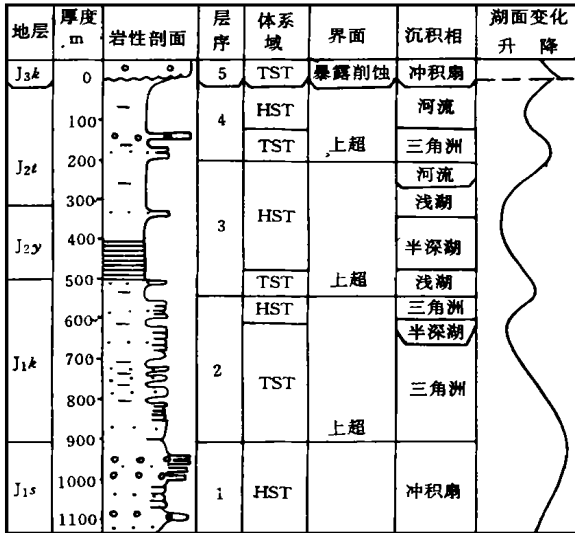 地层 厚度 m 岩性剖面 层序 体系域 界面 沉积相 湖面变化
升 降
J₃k 0 5 TST 暴露削蚀 冲积扇
100 4 HST 河流
TST 上超 三角洲
200 河流
J₂t 300 浅湖
3 HST
J₂y 400 半深湖
500 TST 上超 浅湖
HST 三角洲
600 半深湖
J₁k 700 2
TST 三角洲
800
上超
900
J₁s 1000 1 HST 冲积扇
1100